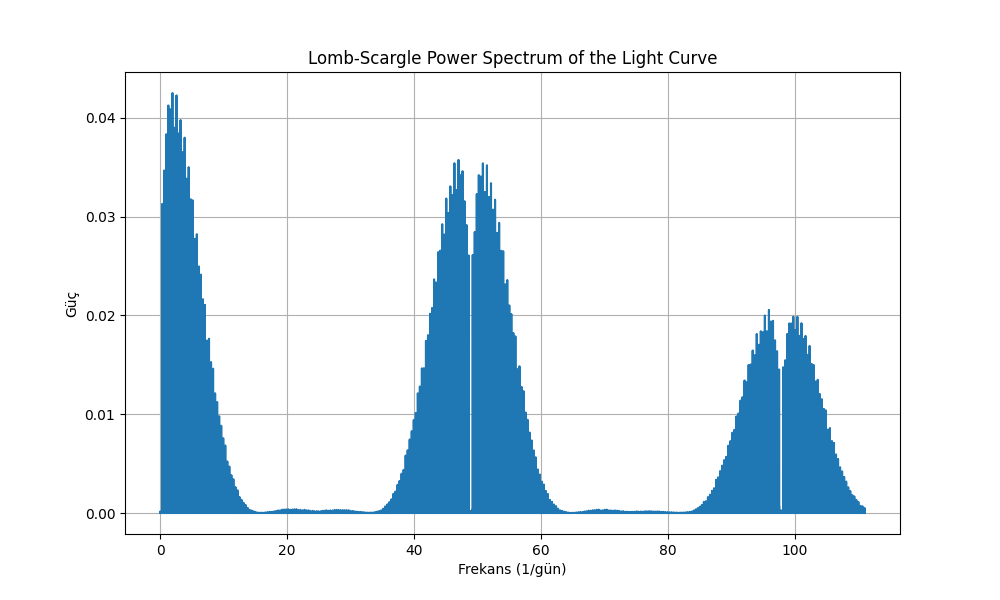 Lomb-Scargle Power Spectrum of the Light Curve
0.04
0.03
0.02
0.01
0.00
Güç
0 20 40 60 80 100
Frekans (1/gün)